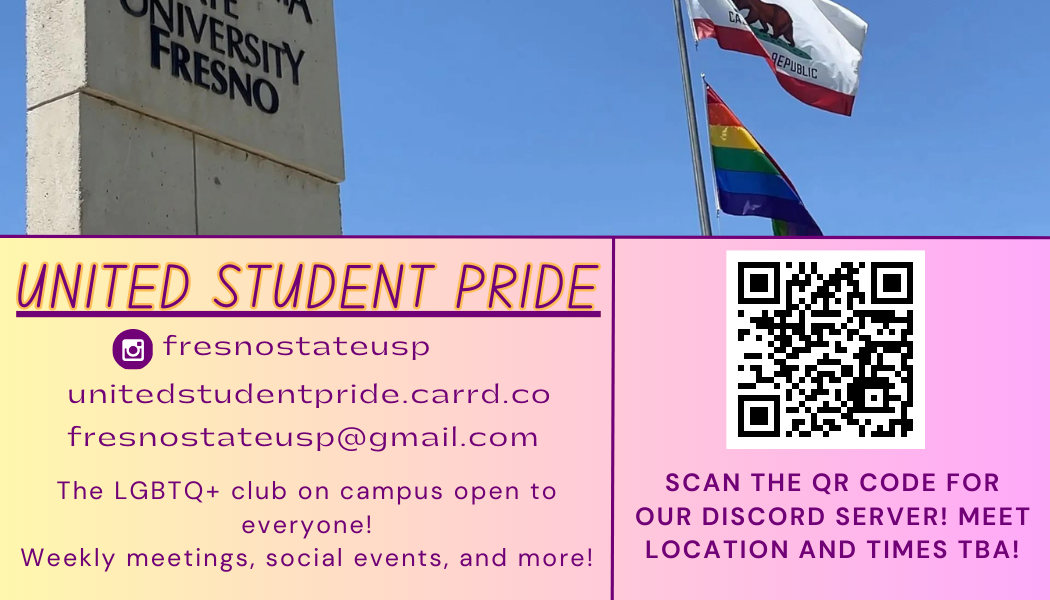 UNIVERSITY
FRESNO
REPUBLIC
UNITED STUDENT PRIDE
fresnostateusp
unitedstudentpride.carrd.co
fresnostateusp@gmail.com
The LGBTQ+ club on campus open to
everyone!
Weekly meetings, social events, and more!
SCAN THE QR CODE FOR
OUR DISCORD SERVER! MEET
LOCATION AND TIMES TBA!